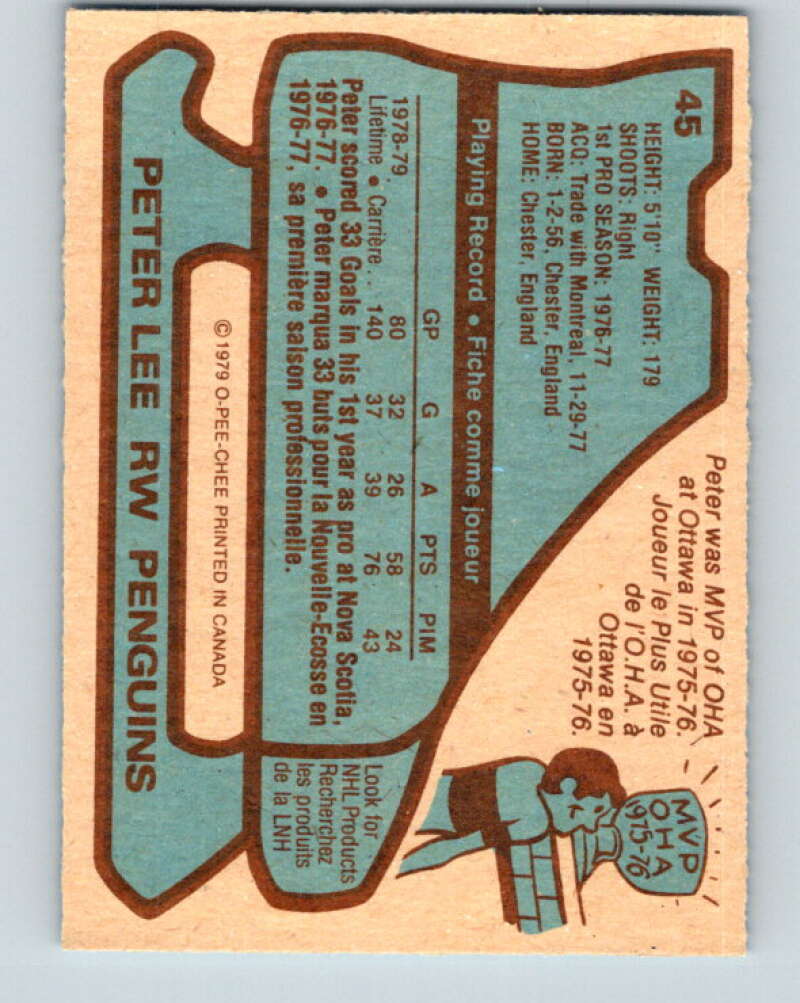 45
HEIGHT: 5'10" WEIGHT: 179
SHOOTS: Right
1st PRO SEASON: 1976-77
ACQ: Trade with Montreal, 11-29-77
BORN: 1-2-56, Chester, England
HOME: Chester, England
Peter was MVP of OHA
at Ottawa in 1975-76.
Joueur le Plus Utile
de l'O.H.A. à
Ottawa en
1975-76.
MVP
OHA
1975-76
Playing Record • Fiche comme joueur
GP G A PTS PIM
1978-79. 80 32 26 58 24
Lifetime • Carrière... 140 37 39 76 43
Peter scored 33 Goals in his 1st year as pro at Nova Scotia,
1976-77. • Peter marqua 33 buts pour la Nouvelle-Ecosse en
1976-77, sa première saison professionnelle.
Look for
NHL Products
Recherchez
les produits
de la LNH
© 1979 O-PEE-CHEE PRINTED IN CANADA
PETER LEE RW PENGUINS